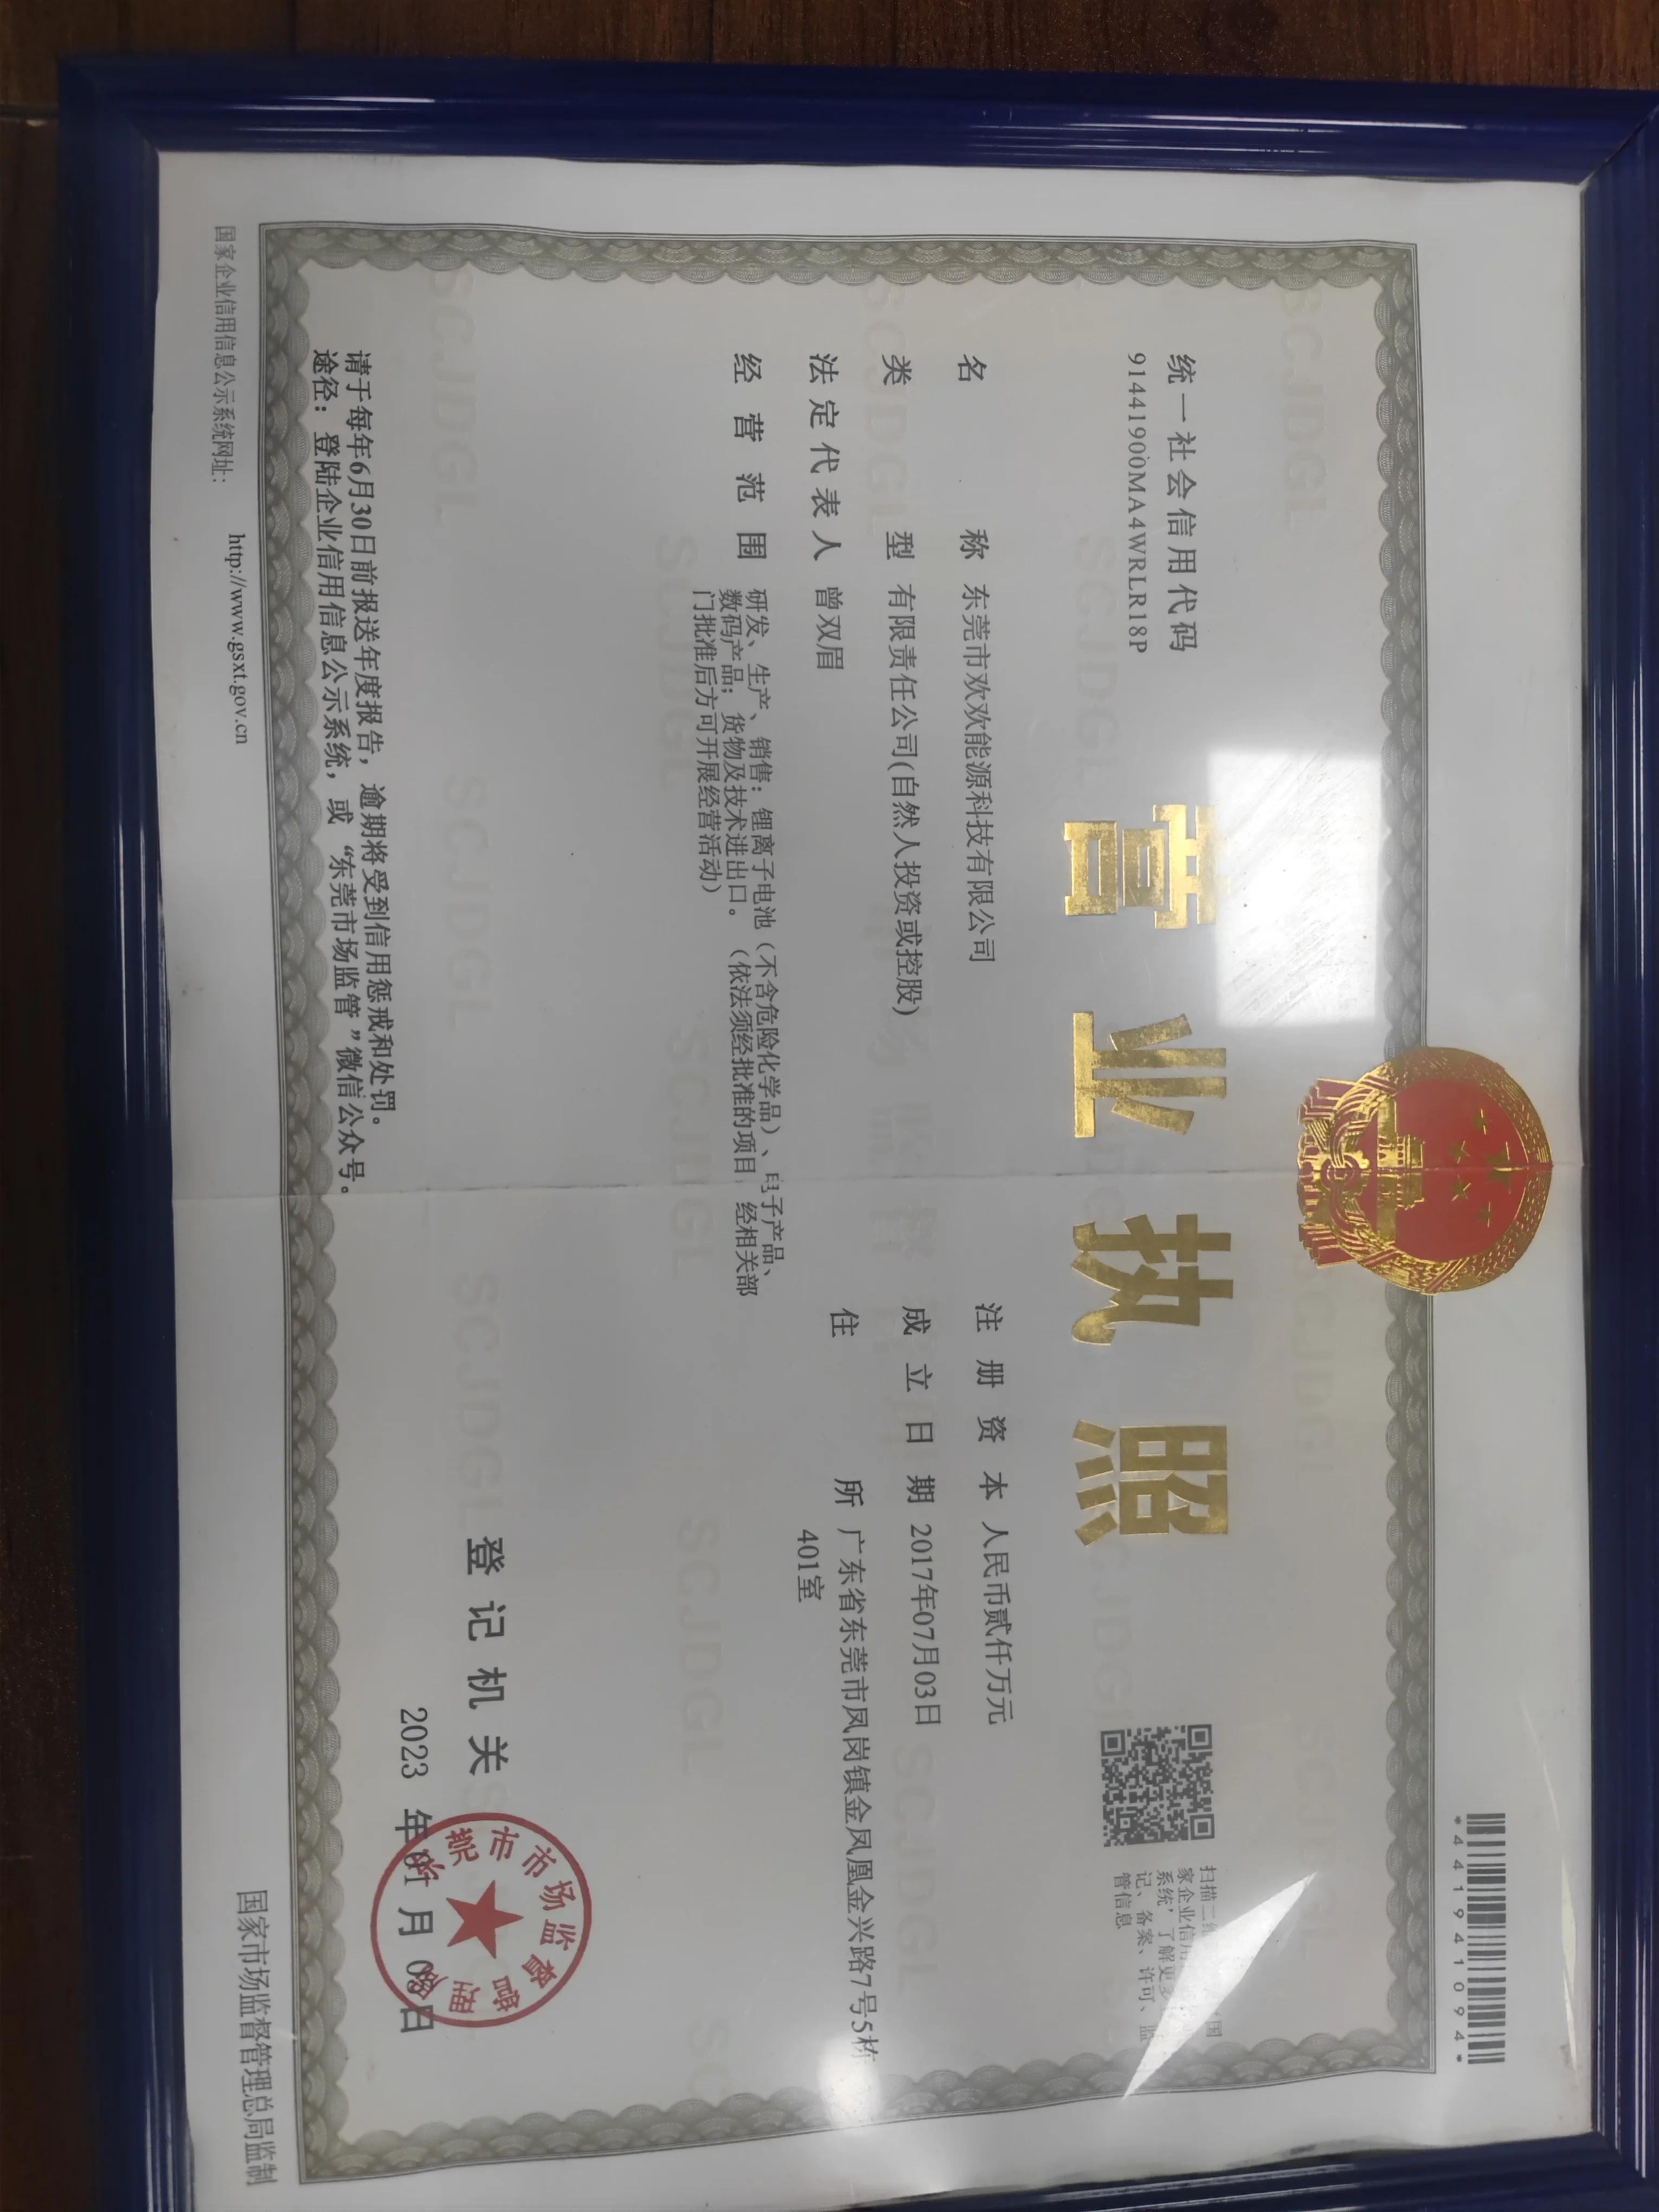 *441941094*
营业执照
统一社会信用代码
91441900MA4WRLR18P
扫描二
家企业信用
系统’了解更多
记、备案、许可、监
管信息
名 称 东莞市欢欢能源科技有限公司
类 型 有限责任公司(自然人投资或控股)
法定代表人 曾双眉
经营范围 研发、生产、销售：锂离子电池（不含危险化学品）、电子产品、
数码产品；货物及技术进出口。（依法须经批准的项目，经相关部
门批准后方可开展经营活动）
注册资本 人民币贰仟万元
成立日期 2017年07月03日
住 所 广东省东莞市凤岗镇金凤凰金兴路7号5栋
401室
登记机关
东莞市市场监督管理局
2023 年 01 月 日
请于每年6月30日前报送年度报告，逾期将受到信用惩戒和处罚。
途径：登陆企业信用信息公示系统，或“东莞市场监管”微信公众号。
国家企业信用信息公示系统网址： http://www.gsxt.gov.cn
国家市场监督管理总局监制